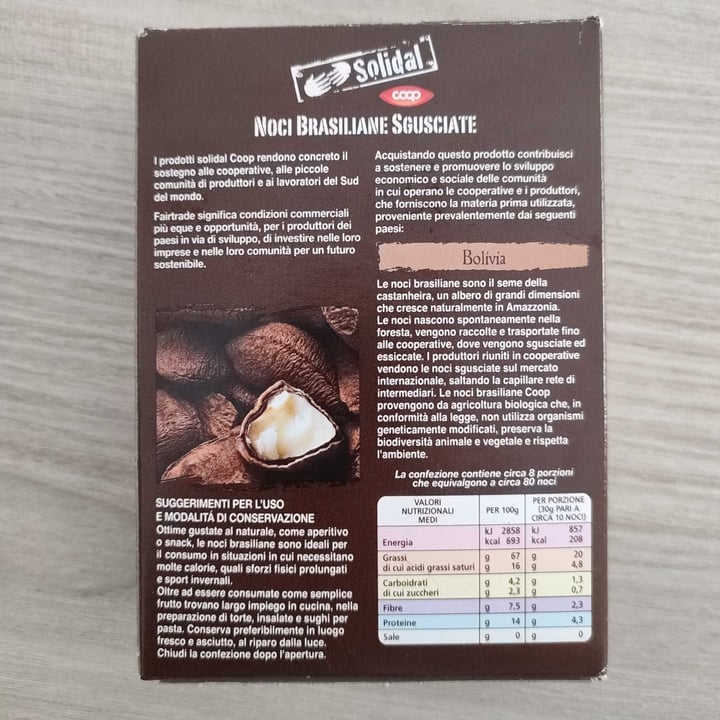 Solidal
coop
NOCI BRASILIANE SGUSCIATE
I prodotti solidal Coop rendono concreto il
sostegno alle cooperative, alle piccole
comunità di produttori e ai lavoratori del Sud
del mondo.
Fairtrade significa condizioni commerciali
più eque e opportunità, per i produttori dei
paesi in via di sviluppo, di investire nelle loro
imprese e nelle loro comunità per un futuro
sostenibile.
Acquistando questo prodotto contribuisci
a sostenere e promuovere lo sviluppo
economico e sociale delle comunità
in cui operano le cooperative e i produttori,
che forniscono la materia prima utilizzata,
proveniente prevalentemente dai seguenti
paesi:
Bolivia
Le noci brasiliane sono il seme della
castanheira, un albero di grandi dimensioni
che cresce naturalmente in Amazzonia.
Le noci nascono spontaneamente nella
foresta, vengono raccolte e trasportate fino
alle cooperative, dove vengono sgusciate ed
essiccate. I produttori riuniti in cooperative
vendono le noci sgusciate sul mercato
internazionale, saltando la capillare rete di
intermediari. Le noci brasiliane Coop
provengono da agricoltura biologica che, in
conformità alla legge, non utilizza organismi
geneticamente modificati, preserva la
biodiversità animale e vegetale e rispetta
l'ambiente.
La confezione contiene circa 8 porzioni
che equivalgono a circa 80 noci
SUGGERIMENTI PER L'USO
E MODALITÁ DI CONSERVAZIONE
Ottime gustate al naturale, come aperitivo
o snack, le noci brasiliane sono ideali per
il consumo in situazioni in cui necessitano
molte calorie, quali sforzi fisici prolungati
e sport invernali.
Oltre ad essere consumate come semplice
frutto trovano largo impiego in cucina, nella
preparazione di torte, insalate e sughi per
pasta. Conserva preferibilmente in luogo
fresco e asciutto, al riparo dalla luce.
Chiudi la confezione dopo l'apertura.
VALORI NUTRIZIONALI MEDI PER 100g PER PORZIONE (30g PARI A CIRCA 10 NOCI)
kJ 2858 kJ 857
Energia kcal 693 kcal 208
Grassi g 67 g 20
di cui acidi grassi saturi g 16 g 4,8
Carboidrati g 4,2 g 1,3
di cui zuccheri g 2,3 g 0,7
Fibre g 7,5 g 2,3
Proteine g 14 g 4,3
Sale g 0 g 0